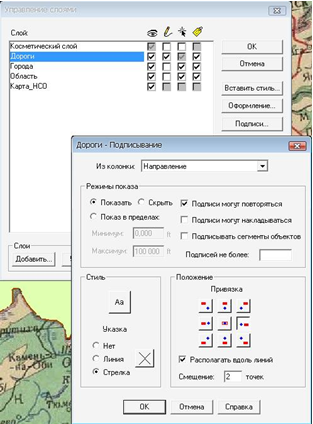 Управление слоями
Слой:
Косметический слой
Дороги
Города
Область
Карта_НСО
OK
Отмена
Вставить стиль...
Оформление...
Подписи...
Слои
Добавить...
Дороги - Подписывание
Из колонки: Направление
Режимы показа
Показать Скрыть
Показ в пределах:
Минимум: 0,000 ft
Максимум: 100 000 ft
Подписи могут повторяться
Подписи могут накладываться
Подписывать сегменты объектов
Подписей не более:
Стиль
Aa
Указка
Нет
Линия
Стрелка
Положение
Привязка
Располагать вдоль линий
Смещение: 2 точек
OK Отмена Справка
Камень-
на-Оби